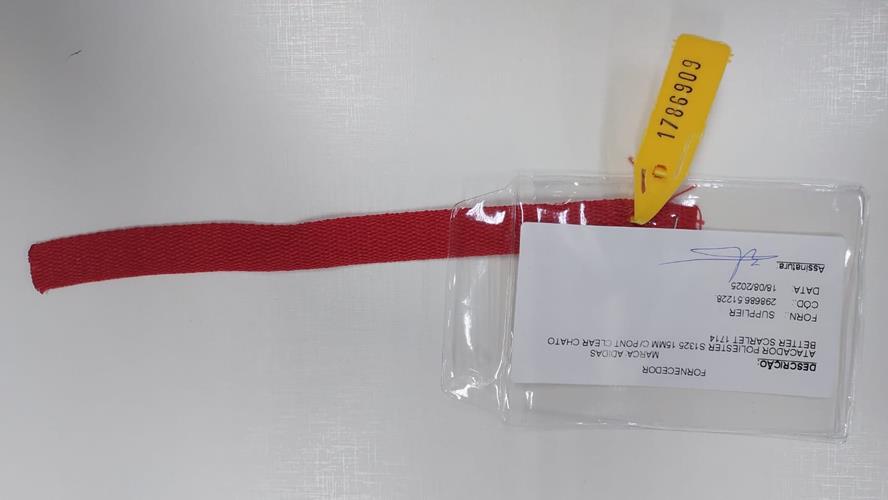 1786909
FORNECEDOR
MARCA:ADIDAS
DESCRIÇÃO:
ATACADOR POLIESTER S1325 15MM C/PONT CLEAR CHATO
BETTER SCARLET 1714
FORN.: SUPPLIER
CÓD.: 298686.51228
DATA: 18/08/2025
Assinatura: